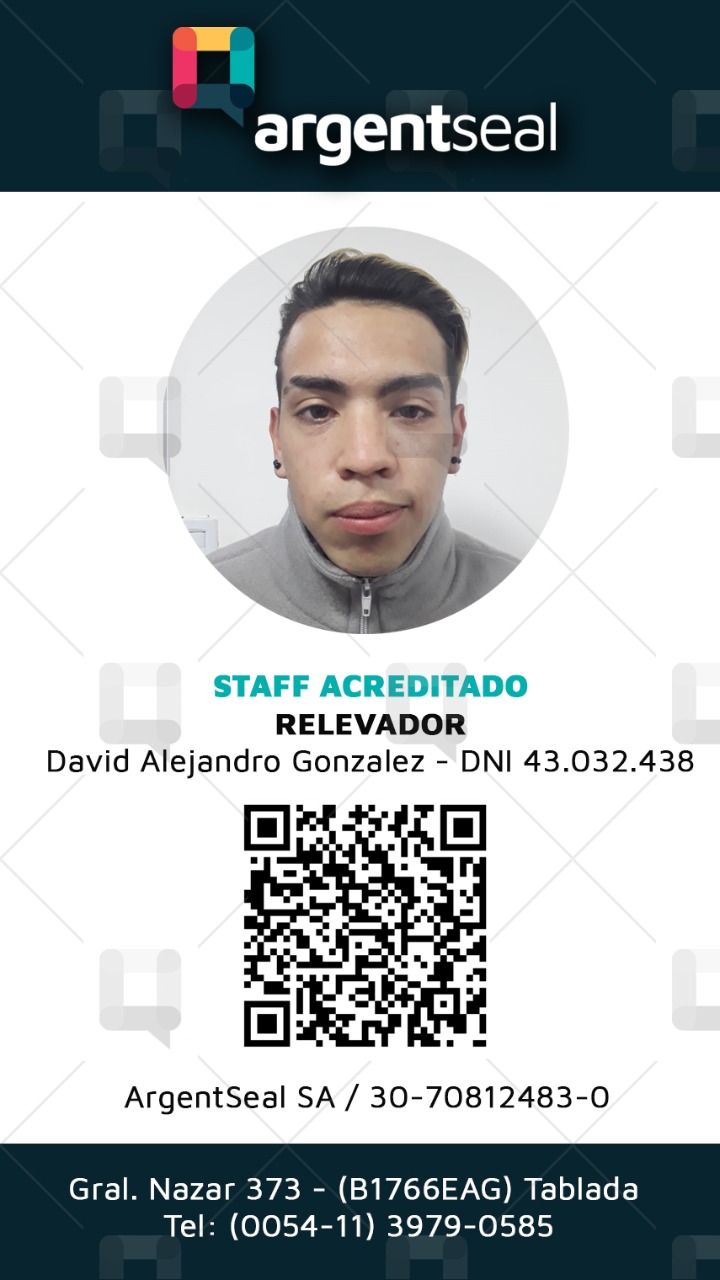 argentseal
STAFF ACREDITADO
RELEVADOR
David Alejandro Gonzalez - DNI 43.032.438
ArgentSeal SA / 30-70812483-0
Gral. Nazar 373 - (B1766EAG) Tablada
Tel: (0054-11) 3979-0585